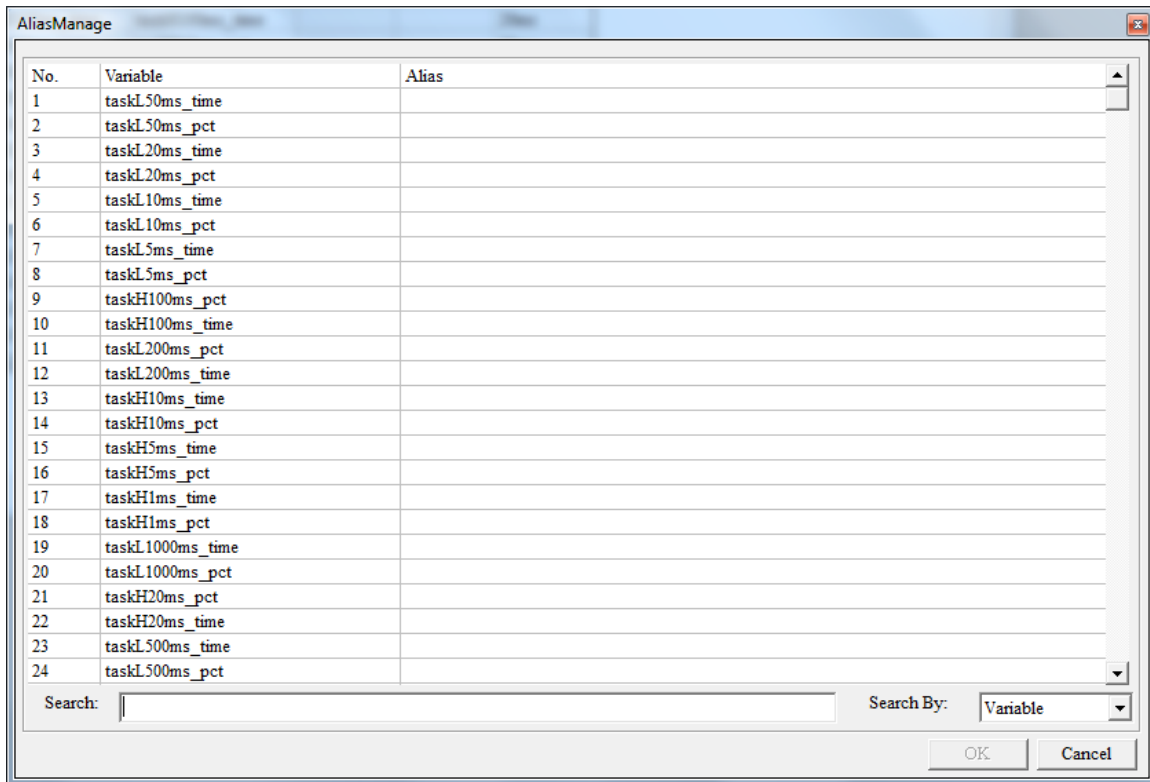 AliasManage
No. Variable Alias
1 taskL50ms_time
2 taskL50ms_pct
3 taskL20ms_time
4 taskL20ms_pct
5 taskL10ms_time
6 taskL10ms_pct
7 taskL5ms_time
8 taskL5ms_pct
9 taskH100ms_pct
10 taskH100ms_time
11 taskL200ms_pct
12 taskL200ms_time
13 taskH10ms_time
14 taskH10ms_pct
15 taskH5ms_time
16 taskH5ms_pct
17 taskH1ms_time
18 taskH1ms_pct
19 taskL1000ms_time
20 taskL1000ms_pct
21 taskH20ms_pct
22 taskH20ms_time
23 taskL500ms_time
24 taskL500ms_pct
Search: Search By: Variable
OK Cancel